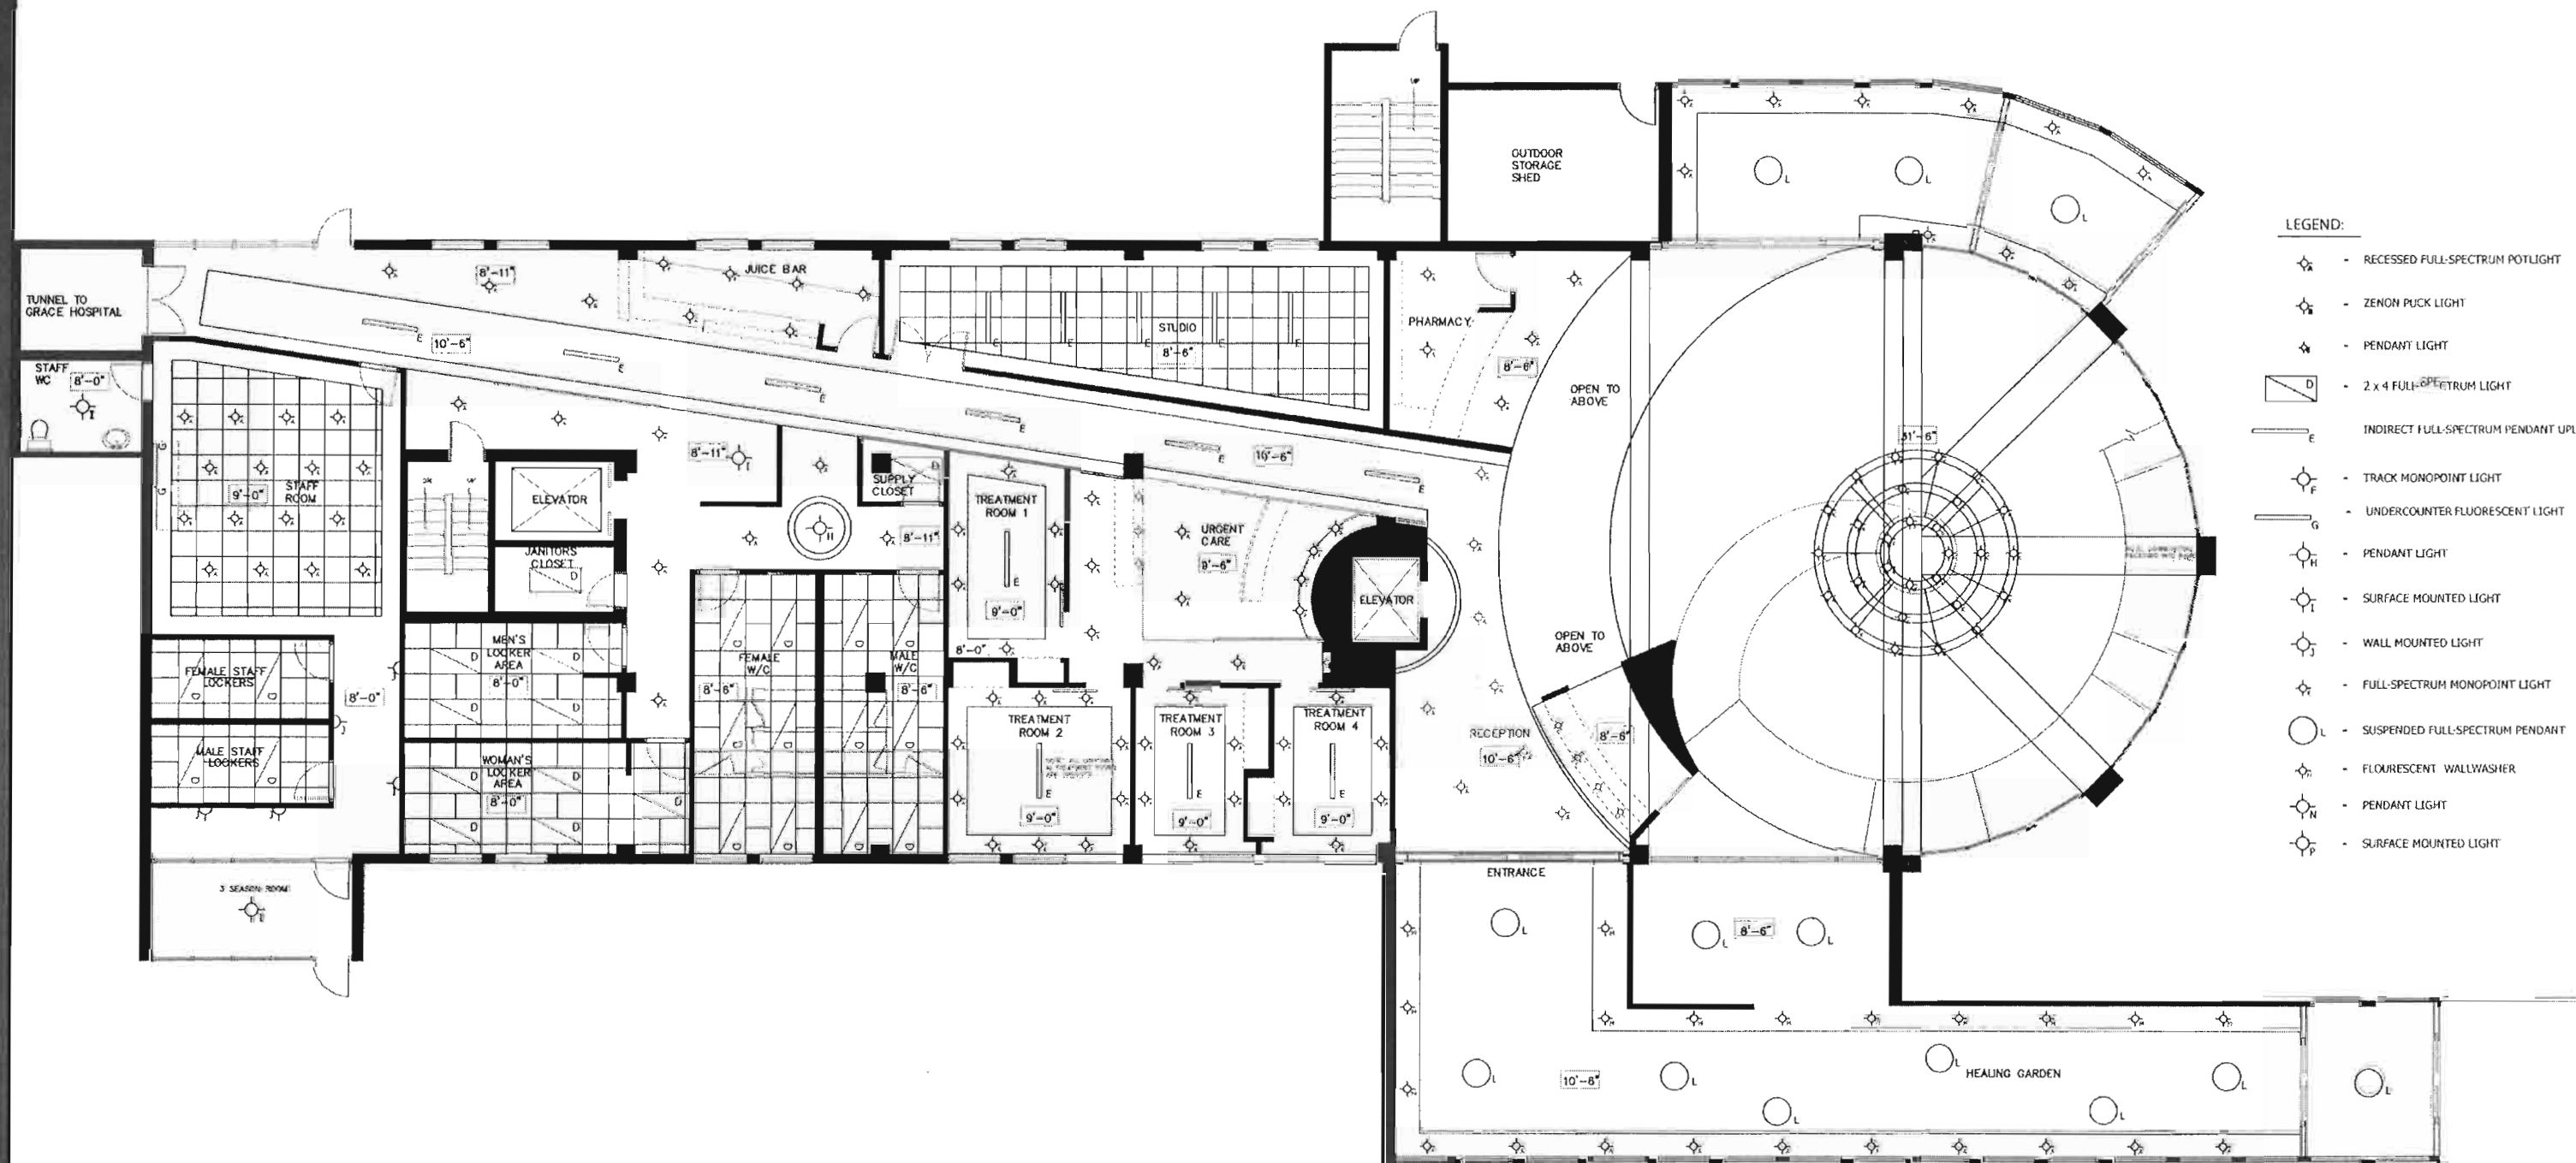 OUTDOOR
STORAGE
SHED
L
L
L
TUNNEL TO
GRACE HOSPITAL
8'-11"
JUICE BAR
10'-6"
E
E
E
E
E
E
STUDIO
8'-6"
E
E
E
E
E
PHARMACY
8'-6"
OPEN TO
ABOVE
31'-6"
STAFF
WC
8'-0"
I
9'-0"
STAFF
ROOM
G
G
ELEVATOR
JANITORS
CLOSET
D
8'-11"
I
SUPPLY
CLOSET
D
H
8'-11"
TREATMENT
ROOM 1
E
9'-0"
8'-0"
URGENT
CARE
9'-6"
10'-6"
ELEVATOR
OPEN TO
ABOVE
RECEPTION
10'-6"
8'-6"
FEMALE STAFF
LOCKERS
MALE STAFF
LOCKERS
8'-0"
J
J
J
J
J
MEN'S
LOCKER
AREA
8'-0"
D
D
D
D
WOMAN'S
LOCKER
AREA
8'-0"
D
D
D
D
D
FEMALE
W/C
8'-6"
MALE
W/C
8'-6"
TREATMENT
ROOM 2
E
9'-0"
TREATMENT
ROOM 3
E
9'-0"
TREATMENT
ROOM 4
E
9'-0"
3 SEASON ROOM
ENTRANCE
L
L
8'-6"
L
L
10'-8"
L
L
L
HEALING GARDEN
L
L
L
LEGEND:
- RECESSED FULL-SPECTRUM POTLIGHT
- ZENON PUCK LIGHT
- PENDANT LIGHT
D - 2 x 4 FULL-SPECTRUM LIGHT
E INDIRECT FULL-SPECTRUM PENDANT UPL
F - TRACK MONOPOINT LIGHT
G - UNDERCOUNTER FLUORESCENT LIGHT
H - PENDANT LIGHT
I - SURFACE MOUNTED LIGHT
J - WALL MOUNTED LIGHT
- FULL-SPECTRUM MONOPOINT LIGHT
L - SUSPENDED FULL-SPECTRUM PENDANT
- FLOURESCENT WALLWASHER
N - PENDANT LIGHT
P - SURFACE MOUNTED LIGHT